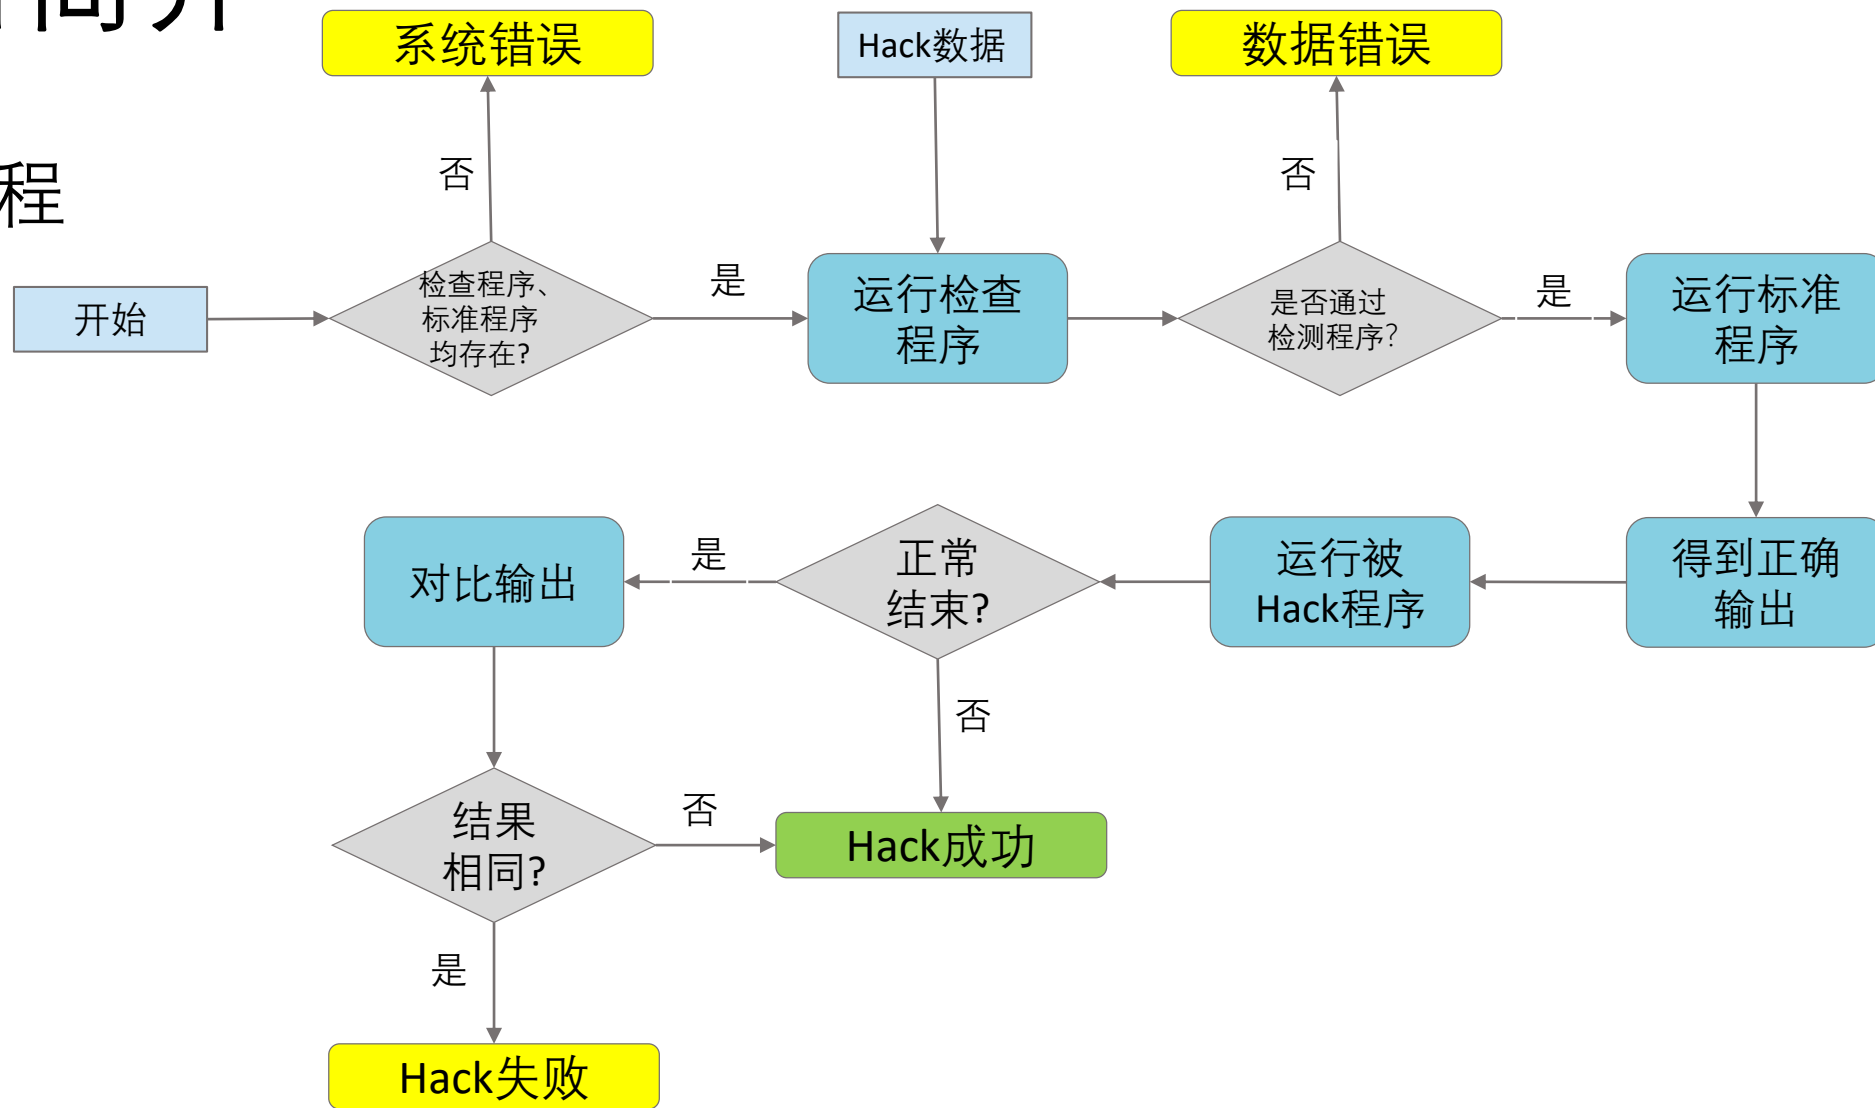 程
系统错误
Hack数据
数据错误
否
否
开始
检查程序、
标准程序
均存在?
是
运行检查
程序
是否通过
检测程序?
是
运行标准
程序
对比输出
是
正常
结束?
运行被
Hack程序
得到正确
输出
否
结果
相同?
否
Hack成功
是
Hack失败